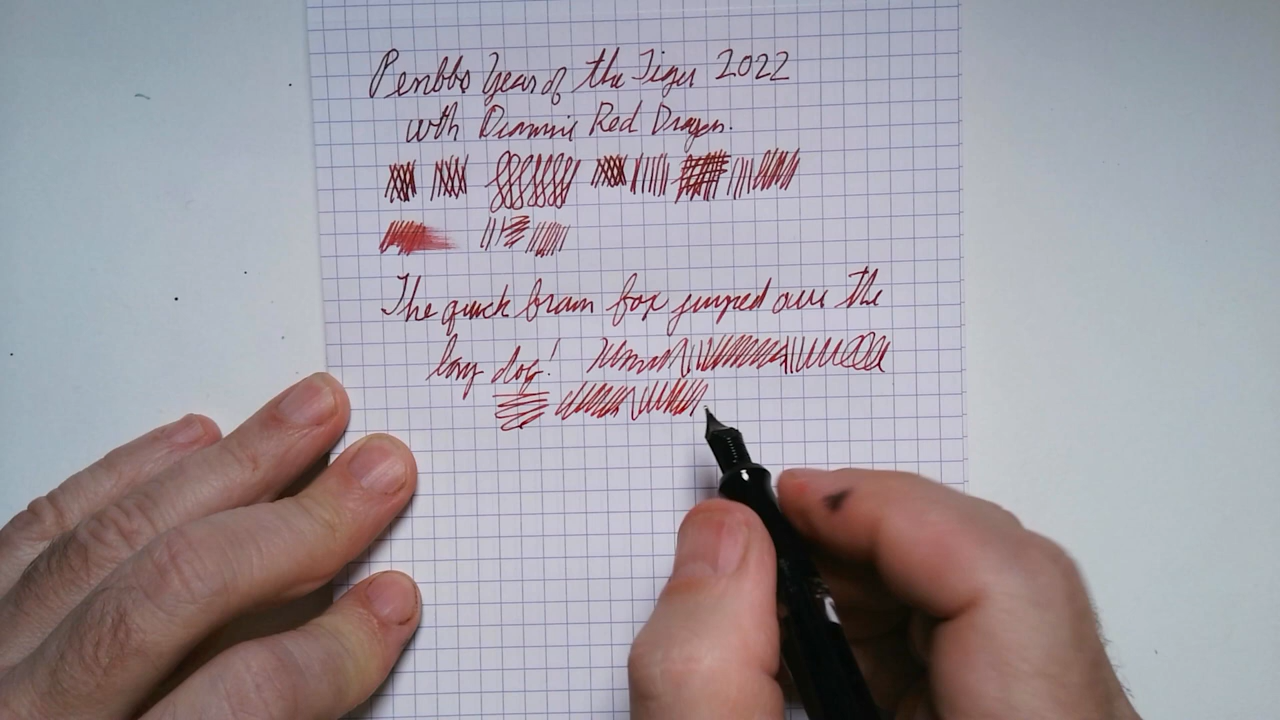 Penbbs Year of the Tiger 2022
with Diamine Red Dragon.
The quick brown fox jumped over the
lazy dog!